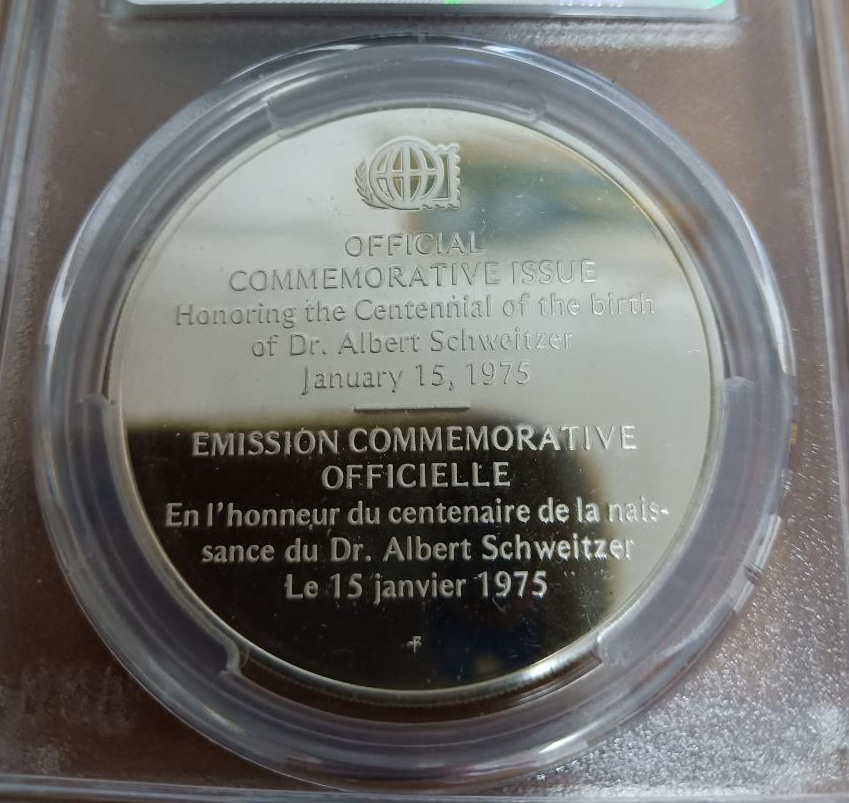 OFFICIAL
COMMEMORATIVE ISSUE
Honoring the Centennial of the birth
of Dr. Albert Schweitzer
January 15, 1975
EMISSION COMMEMORATIVE
OFFICIELLE
En l'honneur du centenaire de la nais-
sance du Dr. Albert Schweitzer
Le 15 janvier 1975